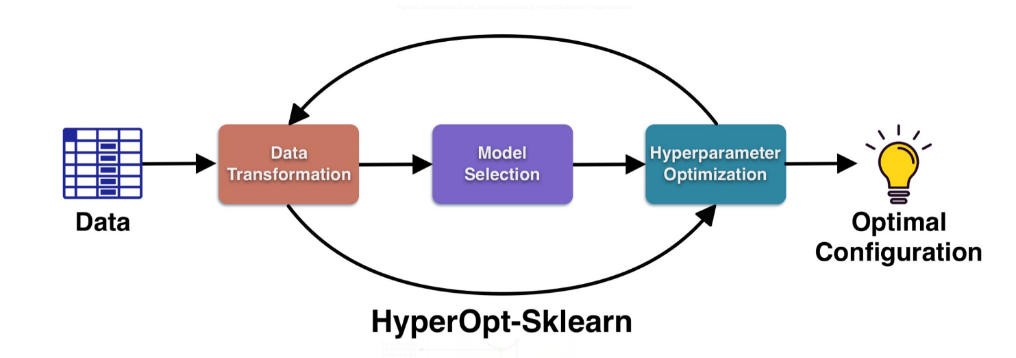 Data
Transformation
Model
Selection
Hyperparameter
Optimization
Data
Optimal
Configuration
HyperOpt-Sklearn